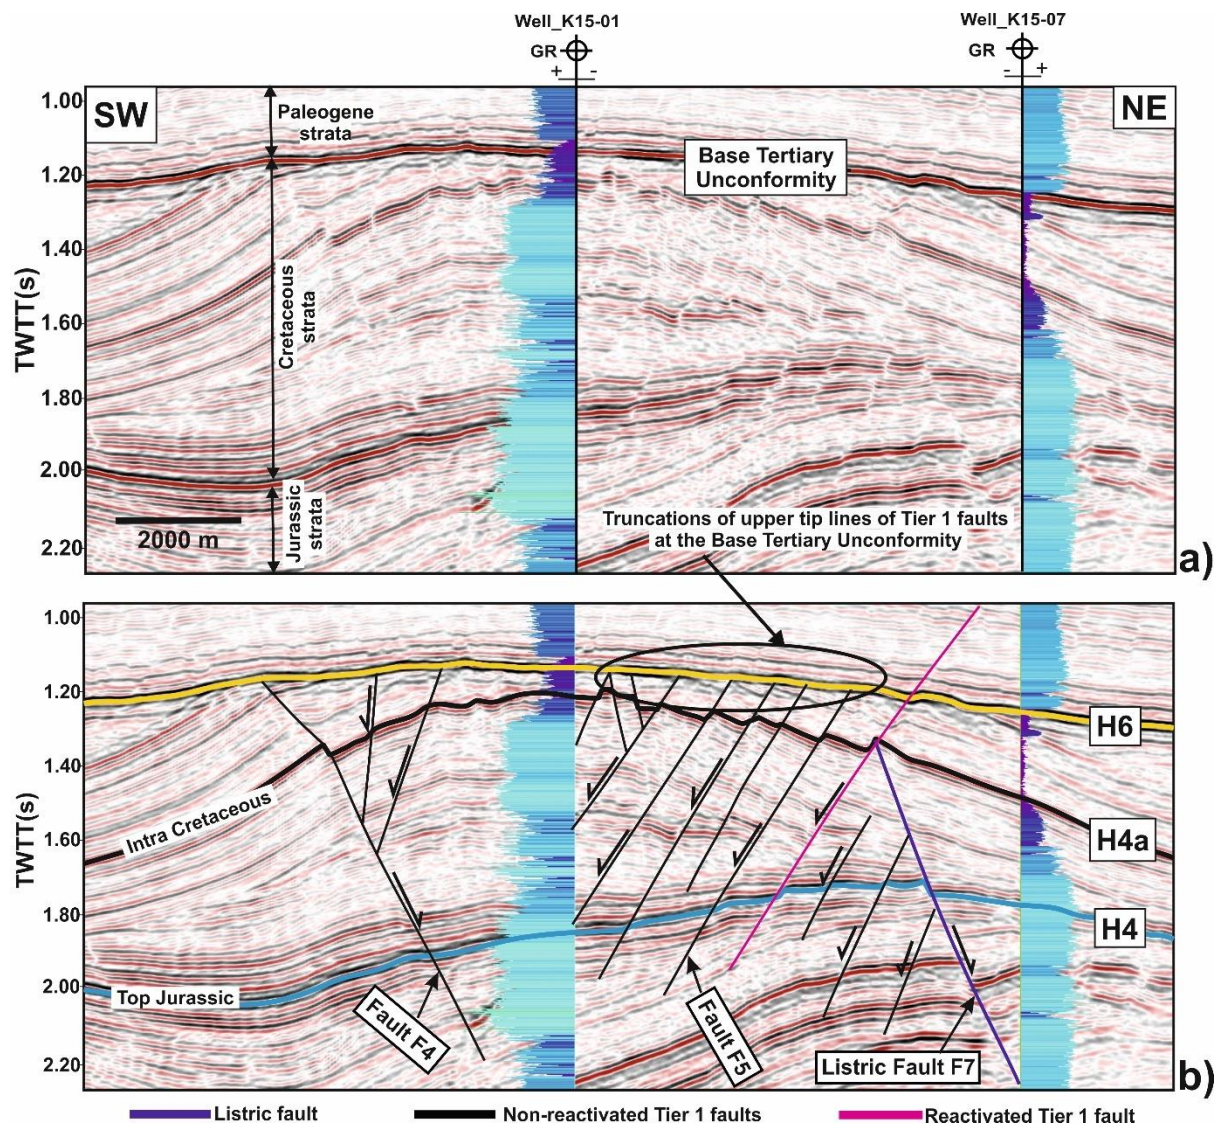 Well_K15-01
Well_K15-07
GR
GR
+ -
- +
SW
NE
Paleogene
strata
Base Tertiary
Unconformity
Cretaceous
strata
Jurassic
strata
TWTT(s)
1.00
1.20
1.40
1.60
1.80
2.00
2.20
2000 m
Truncations of upper tip lines of Tier 1 faults
at the Base Tertiary Unconformity
a)
TWTT(s)
1.00
1.20
1.40
1.60
1.80
2.00
2.20
H6
Intra Cretaceous
H4a
H4
Top Jurassic
Fault F4
Fault F5
Listric Fault F7
b)
Listric fault
Non-reactivated Tier 1 faults
Reactivated Tier 1 fault